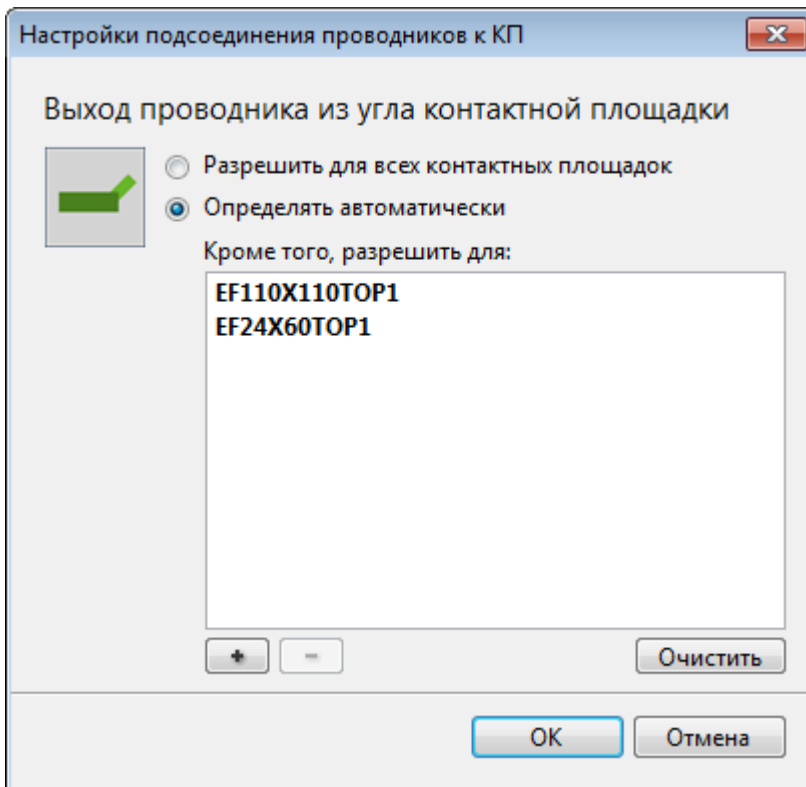 Настройки подсоединения проводников к КП
Выход проводника из угла контактной площадки
Разрешить для всех контактных площадок
Определять автоматически
Кроме того, разрешить для:
EF110X110TOP1
EF24X60TOP1
Очистить
OK
Отмена